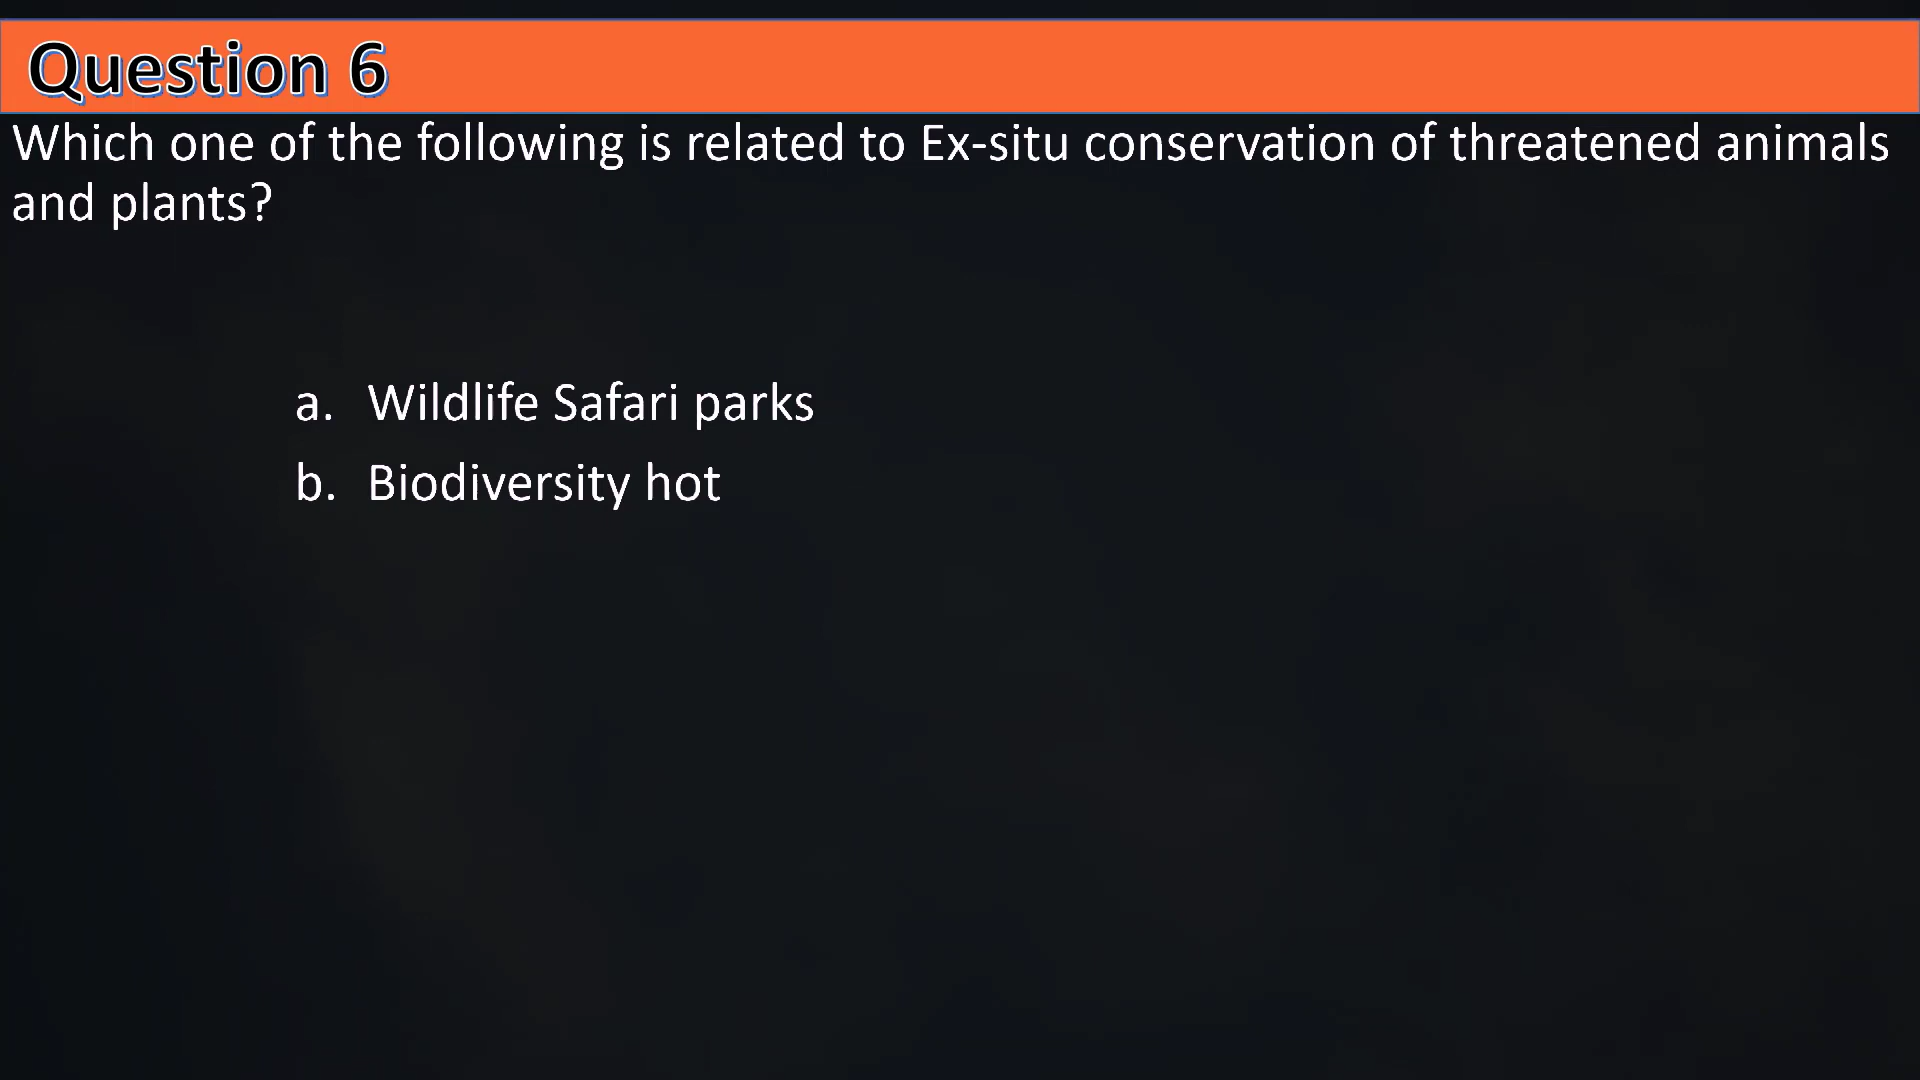 Question 6
Which one of the following is related to Ex-situ conservation of threatened animals
and plants?
a. Wildlife Safari parks
b. Biodiversity hot